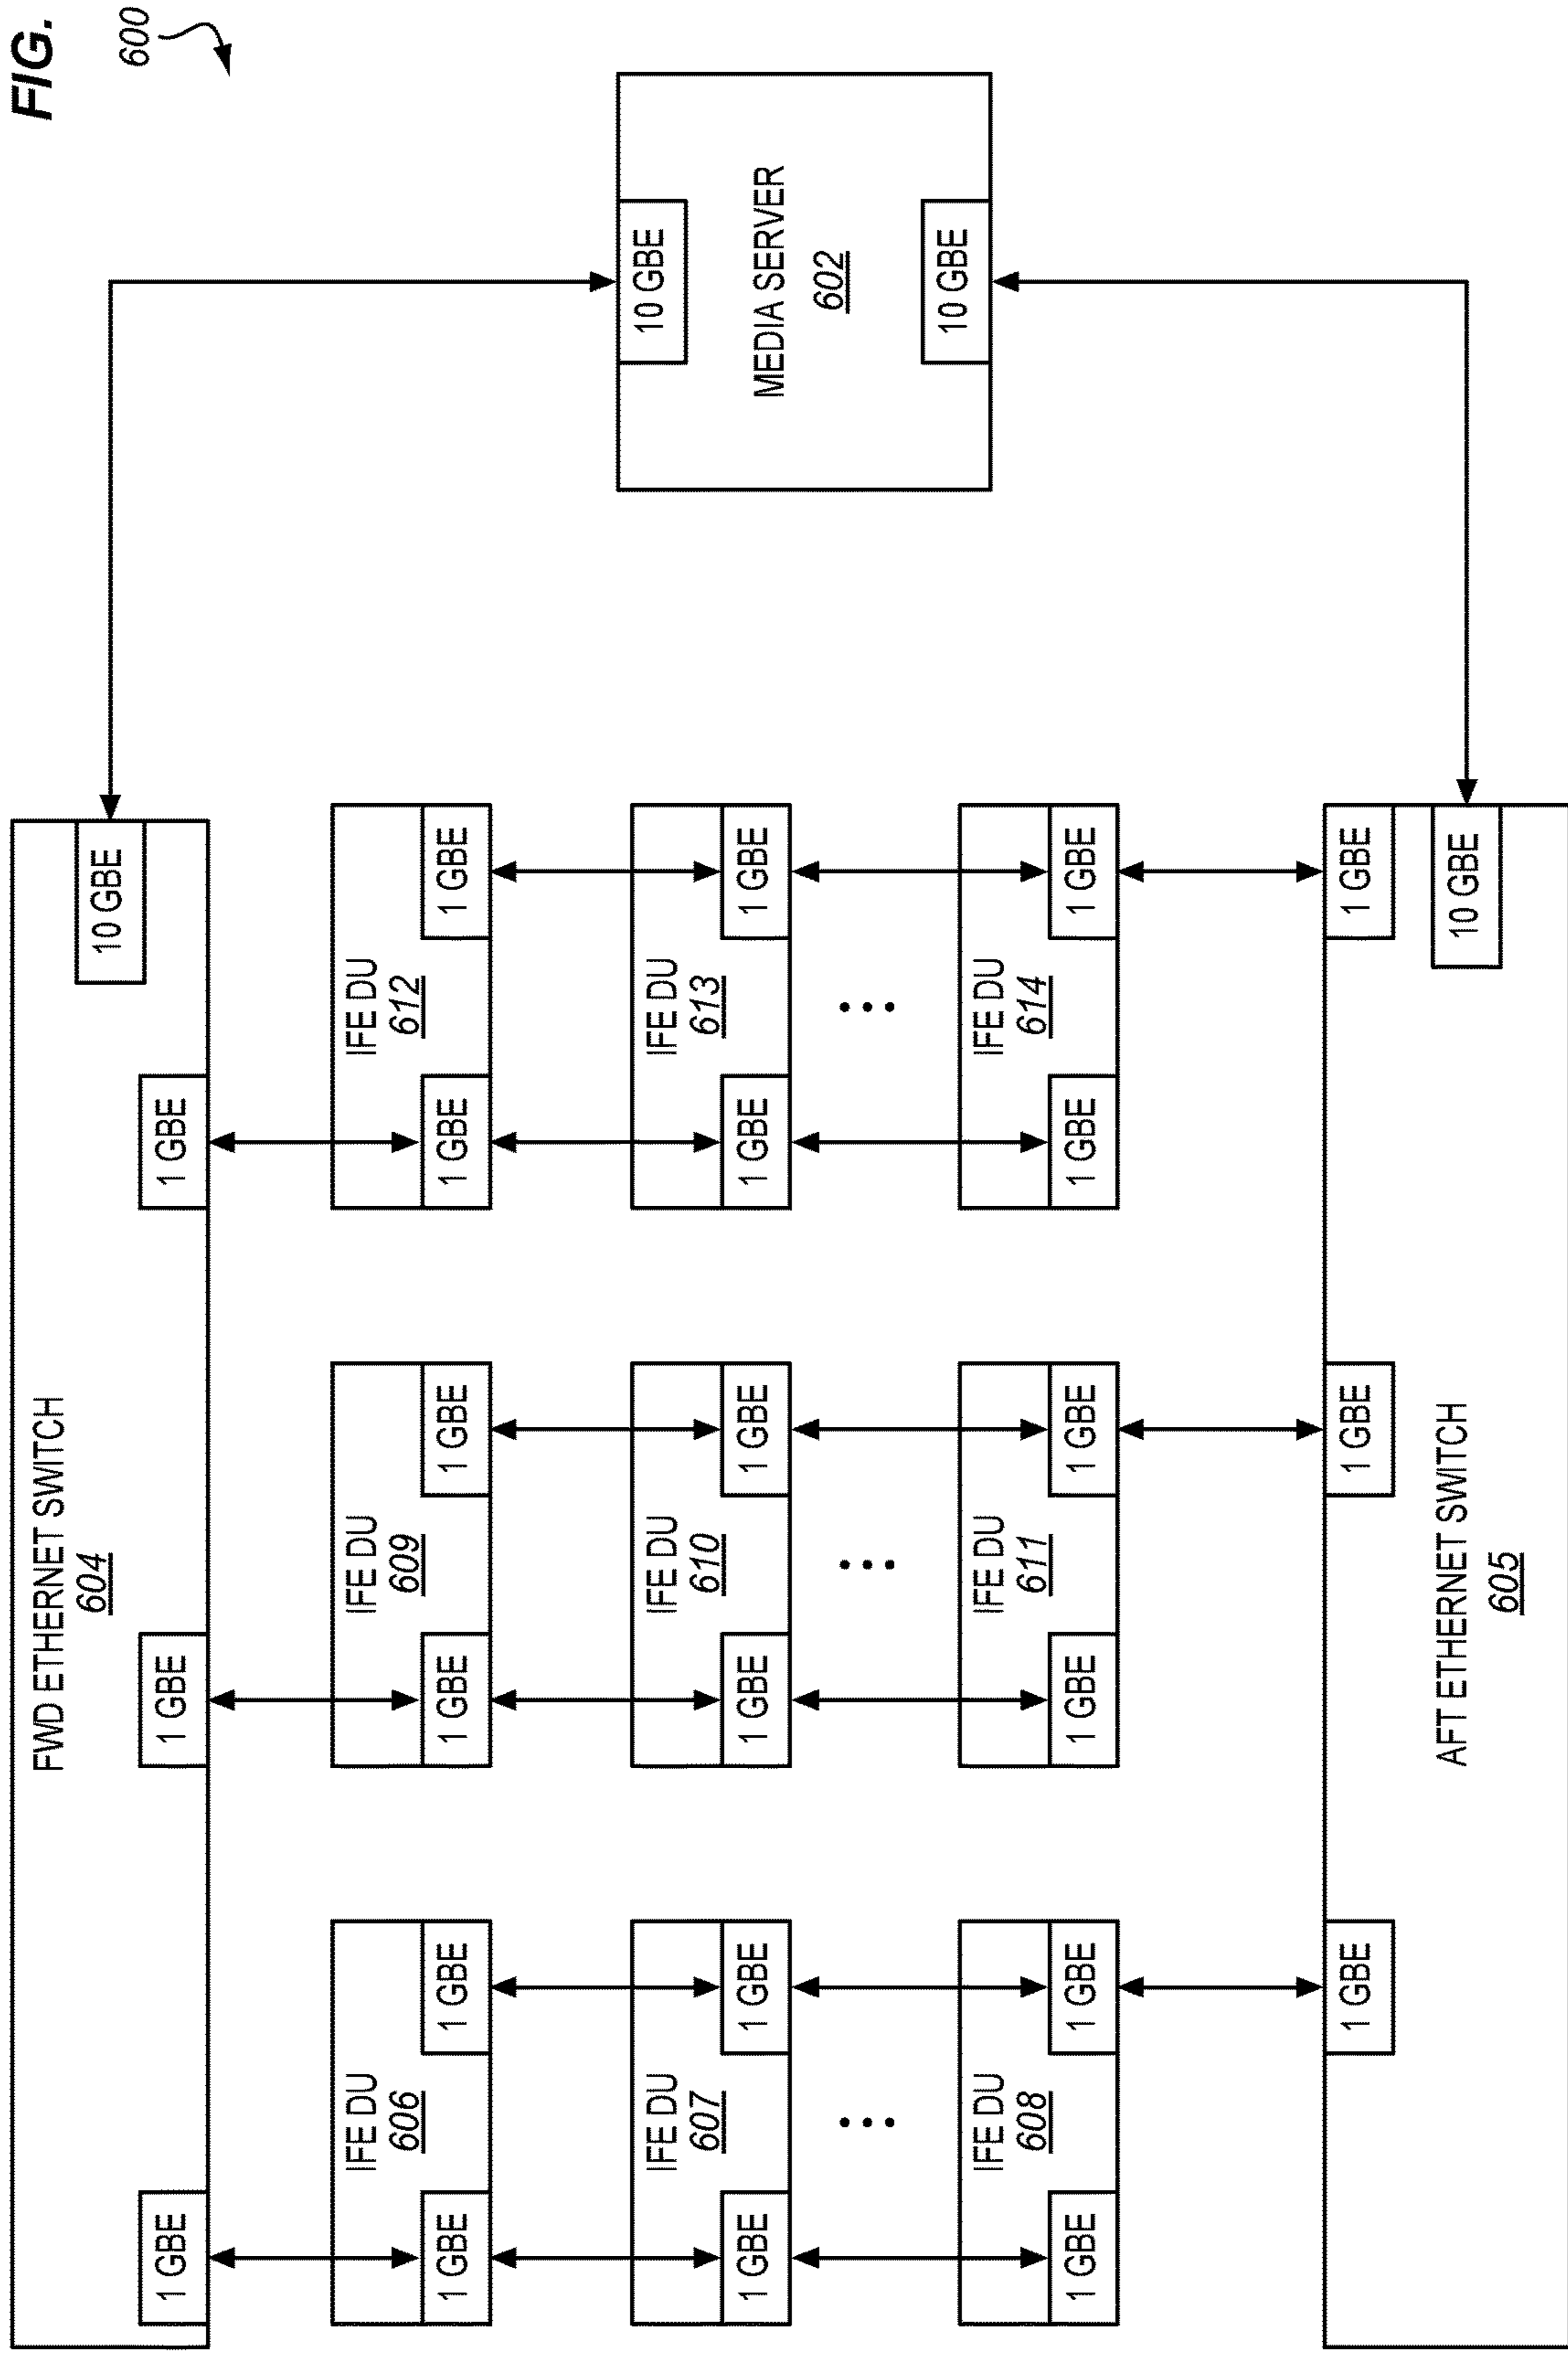 FIG.
600
FWD ETHERNET SWITCH
604
10 GBE
1 GBE
1 GBE
1 GBE
IFE DU
606
1 GBE
1 GBE
IFE DU
609
1 GBE
1 GBE
IFE DU
612
1 GBE
1 GBE
10 GBE
MEDIA SERVER
602
10 GBE
IFE DU
607
1 GBE
1 GBE
IFE DU
610
1 GBE
1 GBE
IFE DU
613
1 GBE
1 GBE
IFE DU
608
1 GBE
1 GBE
IFE DU
611
1 GBE
1 GBE
IFE DU
614
1 GBE
1 GBE
1 GBE
1 GBE
1 GBE
AFT ETHERNET SWITCH
605
10 GBE